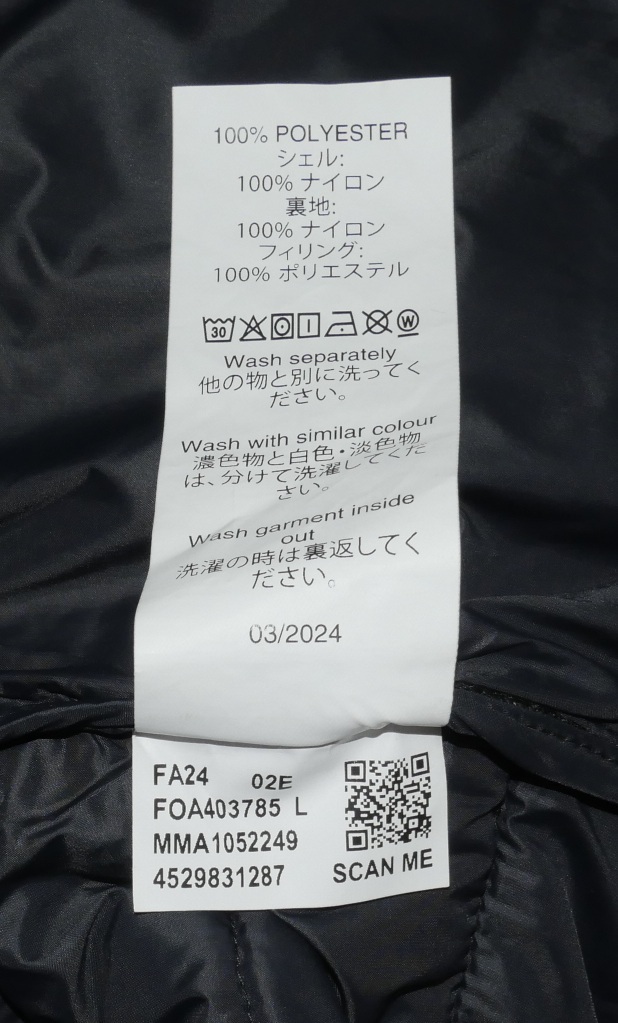 100% POLYESTER
シェル:
100% ナイロン
裏地:
100% ナイロン
フィリング:
100% ポリエステル
30 W
Wash separately
他の物と別に洗ってく
ださい。
Wash with similar colour
濃色物と白色・淡色物
は、分けて洗濯してくだ
さい。
Wash garment inside
out
洗濯の時は裏返してく
ださい。
03/2024
FA24 02E
FOA403785 L
MMA1052249
4529831287
SCAN ME